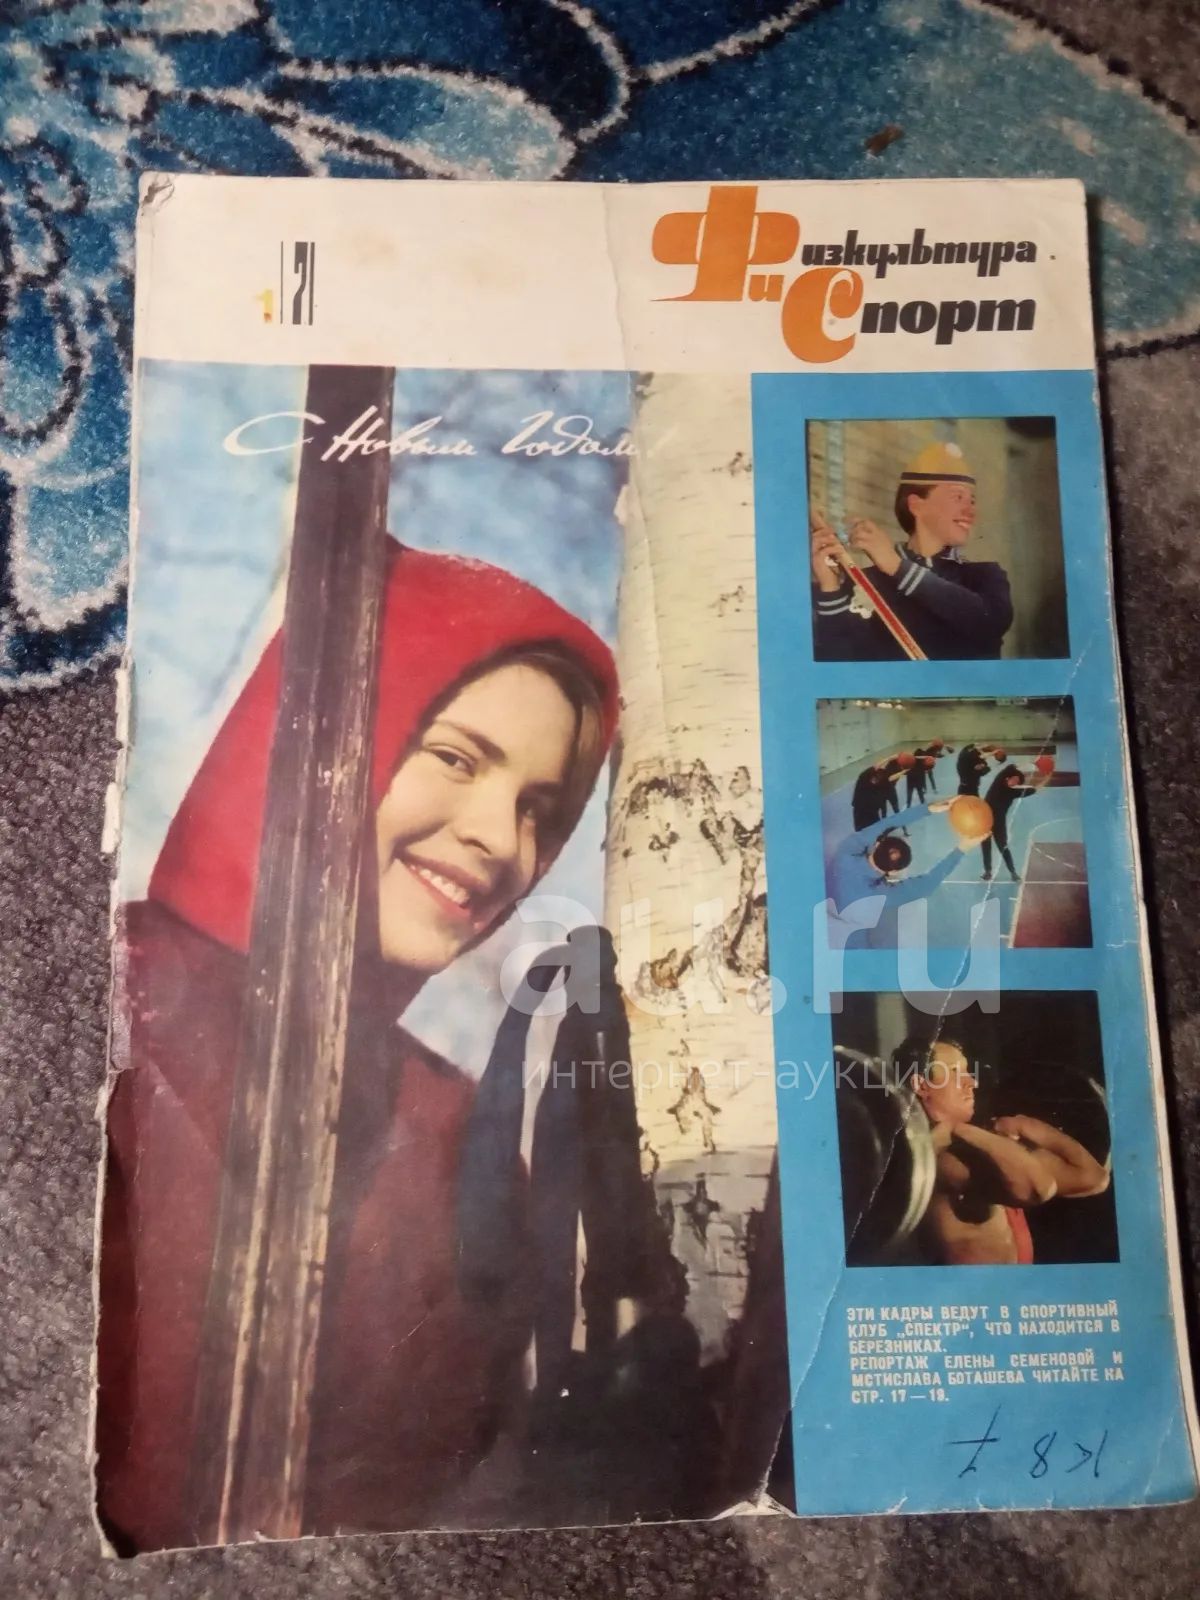 1 71
Физкультура
и Спорт
С Новым Годом!
au.ru
интернет-аукцион
ЭТИ КАДРЫ ВЕДУТ В СПОРТИВНЫЙ
КЛУБ „СПЕКТР“, ЧТО НАХОДИТСЯ В
БЕРЕЗНИКАХ.
РЕПОРТАЖ ЕЛЕНЫ СЕМЕНОВОЙ И
МСТИСЛАВА БОТАШЕВА ЧИТАЙТЕ НА
СТР. 17—19.